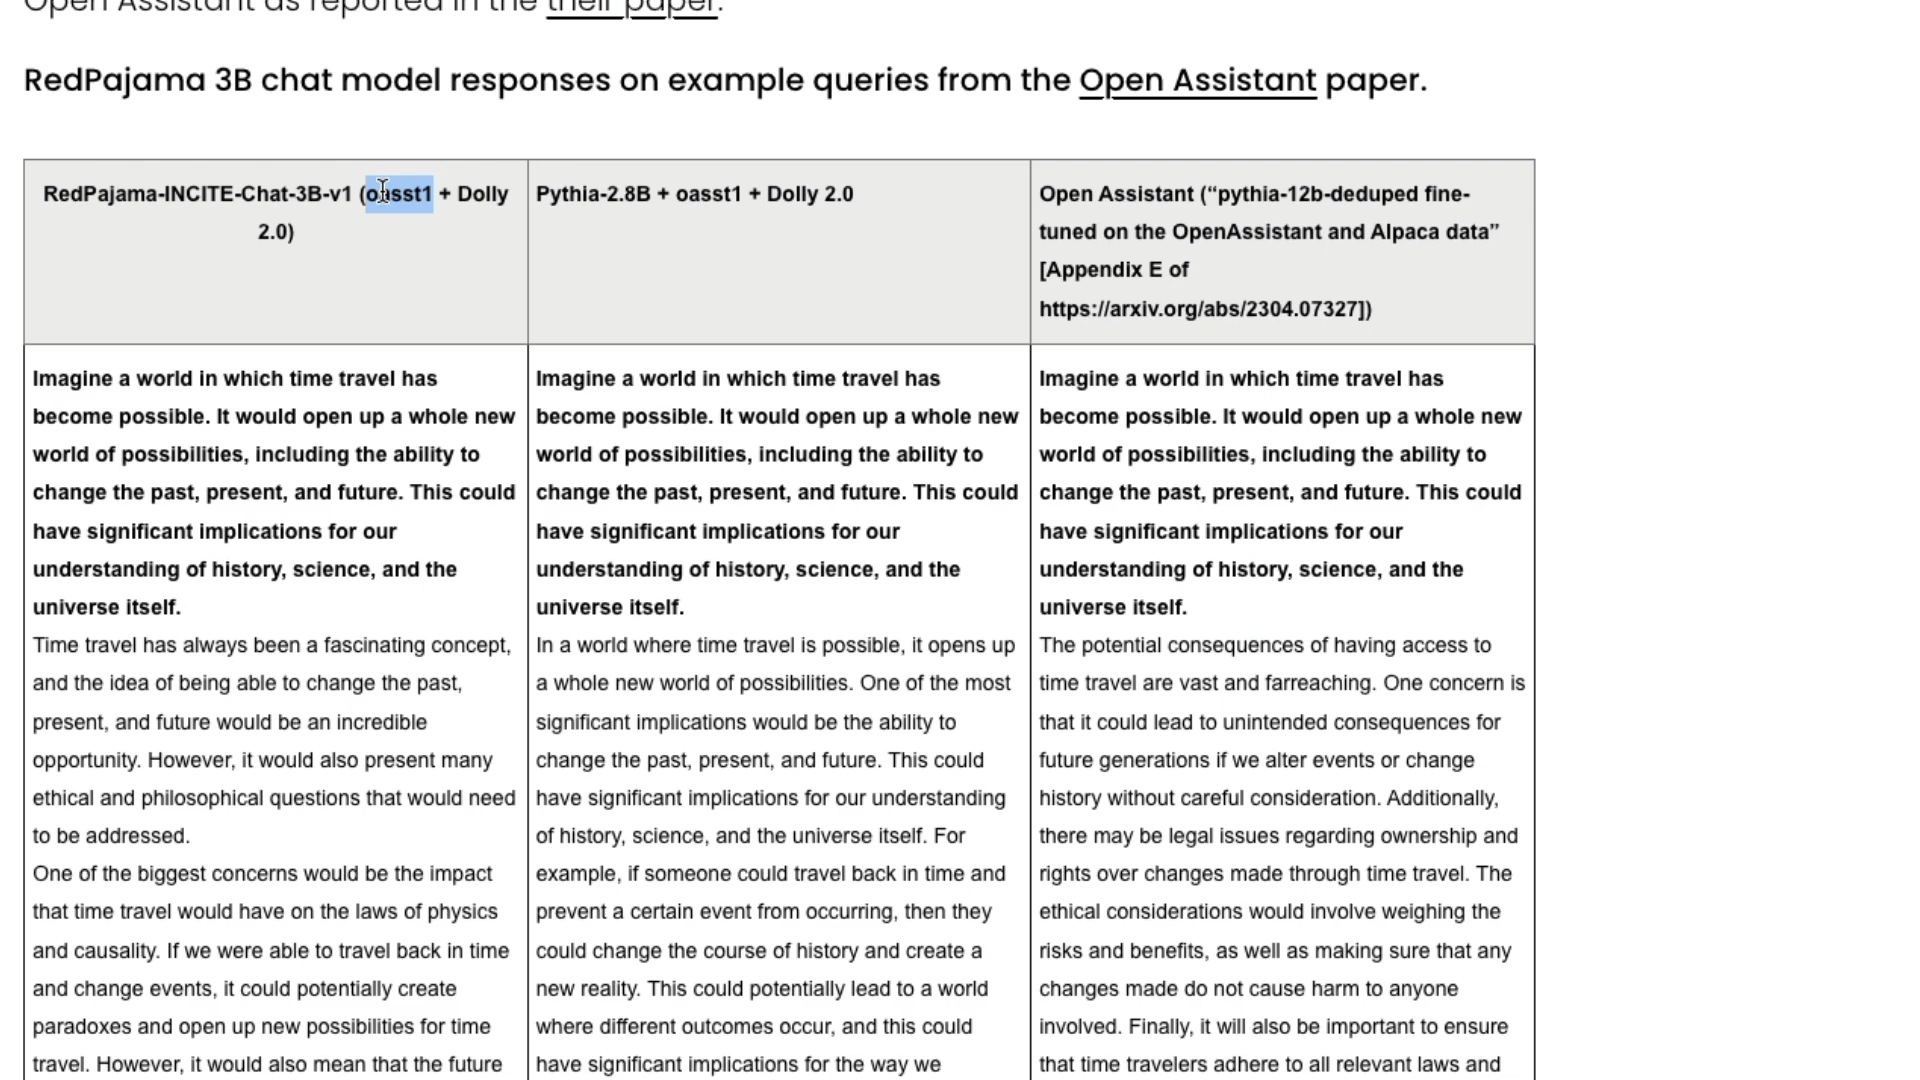 Open Assistant as reported in the their paper.
RedPajama 3B chat model responses on example queries from the Open Assistant paper.
RedPajama-INCITE-Chat-3B-v1 (oasst1 + Dolly
2.0)
Pythia-2.8B + oasst1 + Dolly 2.0
Open Assistant (“pythia-12b-deduped fine-
tuned on the OpenAssistant and Alpaca data”
[Appendix E of
https://arxiv.org/abs/2304.07327])
Imagine a world in which time travel has
become possible. It would open up a whole new
world of possibilities, including the ability to
change the past, present, and future. This could
have significant implications for our
understanding of history, science, and the
universe itself.
Time travel has always been a fascinating concept,
and the idea of being able to change the past,
present, and future would be an incredible
opportunity. However, it would also present many
ethical and philosophical questions that would need
to be addressed.
One of the biggest concerns would be the impact
that time travel would have on the laws of physics
and causality. If we were able to travel back in time
and change events, it could potentially create
paradoxes and open up new possibilities for time
travel. However, it would also mean that the future
Imagine a world in which time travel has
become possible. It would open up a whole new
world of possibilities, including the ability to
change the past, present, and future. This could
have significant implications for our
understanding of history, science, and the
universe itself.
In a world where time travel is possible, it opens up
a whole new world of possibilities. One of the most
significant implications would be the ability to
change the past, present, and future. This could
have significant implications for our understanding
of history, science, and the universe itself. For
example, if someone could travel back in time and
prevent a certain event from occurring, then they
could change the course of history and create a
new reality. This could potentially lead to a world
where different outcomes occur, and this could
have significant implications for the way we
Imagine a world in which time travel has
become possible. It would open up a whole new
world of possibilities, including the ability to
change the past, present, and future. This could
have significant implications for our
understanding of history, science, and the
universe itself.
The potential consequences of having access to
time travel are vast and farreaching. One concern is
that it could lead to unintended consequences for
future generations if we alter events or change
history without careful consideration. Additionally,
there may be legal issues regarding ownership and
rights over changes made through time travel. The
ethical considerations would involve weighing the
risks and benefits, as well as making sure that any
changes made do not cause harm to anyone
involved. Finally, it will also be important to ensure
that time travelers adhere to all relevant laws and